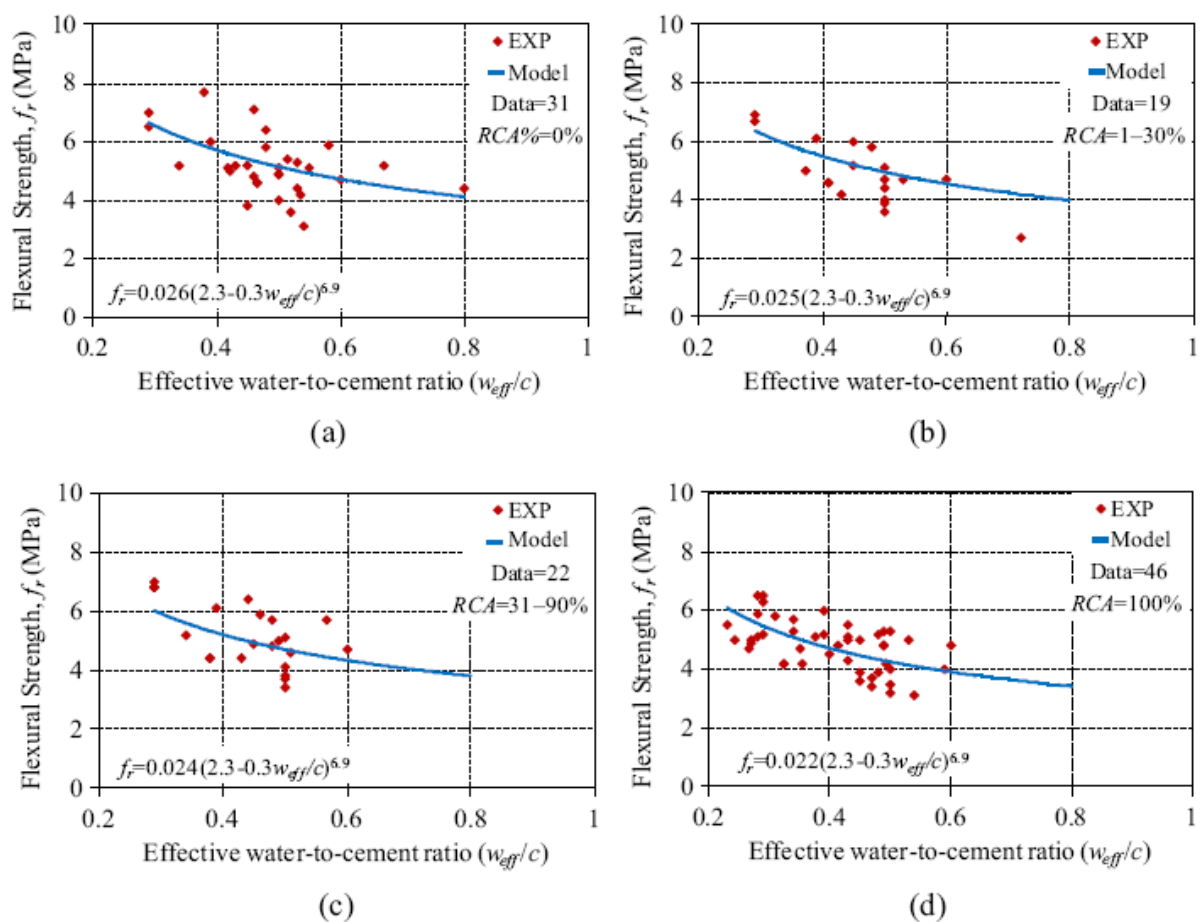 10
8
6
4
2
0
0.2
0.4
0.6
0.8
1
Flexural Strength, fr (MPa)
EXP
Model
Data=31
RCA%=0%
fr=0.026(2.3-0.3weff/c)^6.9
Effective water-to-cement ratio (weff/c)
(a)
10
8
6
4
2
0
0.2
0.4
0.6
0.8
1
Flexural Strength, fr (MPa)
EXP
Model
Data=19
RCA=1–30%
fr=0.025(2.3-0.3weff/c)^6.9
Effective water-to-cement ratio (weff/c)
(b)
10
8
6
4
2
0
0.2
0.4
0.6
0.8
1
Flexural Strength, fr (MPa)
EXP
Model
Data=22
RCA=31–90%
fr=0.024(2.3-0.3weff/c)^6.9
Effective water-to-cement ratio (weff/c)
(c)
10
8
6
4
2
0
0.2
0.4
0.6
0.8
1
Flexural Strength, fr (MPa)
EXP
Model
Data=46
RCA=100%
fr=0.022(2.3-0.3weff/c)^6.9
Effective water-to-cement ratio (weff/c)
(d)